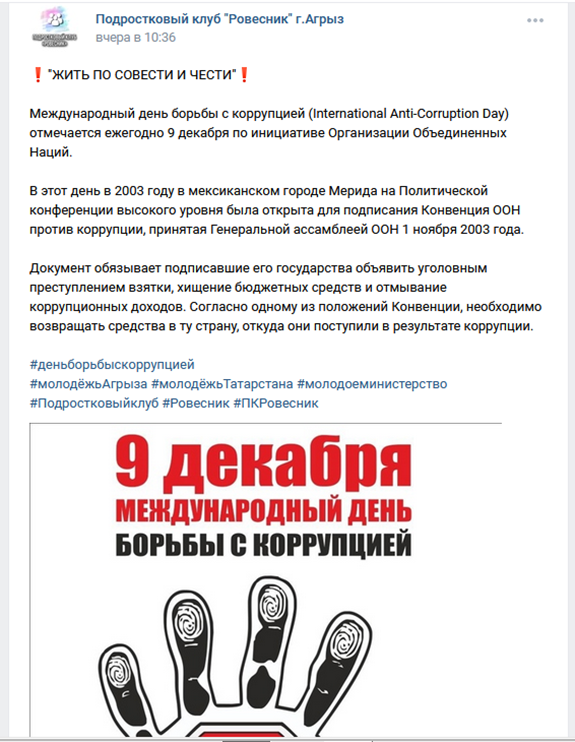 Подростковый клуб "Ровесник" г.Агрыз
вчера в 10:36
❗ "ЖИТЬ ПО СОВЕСТИ И ЧЕСТИ"❗
Международный день борьбы с коррупцией (International Anti-Corruption Day)
отмечается ежегодно 9 декабря по инициативе Организации Объединенных
Наций.
В этот день в 2003 году в мексиканском городе Мерида на Политической
конференции высокого уровня была открыта для подписания Конвенция ООН
против коррупции, принятая Генеральной ассамблеей ООН 1 ноября 2003 года.
Документ обязывает подписавшие его государства объявить уголовным
преступлением взятки, хищение бюджетных средств и отмывание
коррупционных доходов. Согласно одному из положений Конвенции, необходимо
возвращать средства в ту страну, откуда они поступили в результате коррупции.
#деньборьбыскоррупцией
#молодёжьАгрыза #молодёжьТатарстана #молодоеминистерство
#Подростковыйклуб #Ровесник #ПКРовесник
9 декабря
МЕЖДУНАРОДНЫЙ ДЕНЬ
БОРЬБЫ С КОРРУПЦИЕЙ